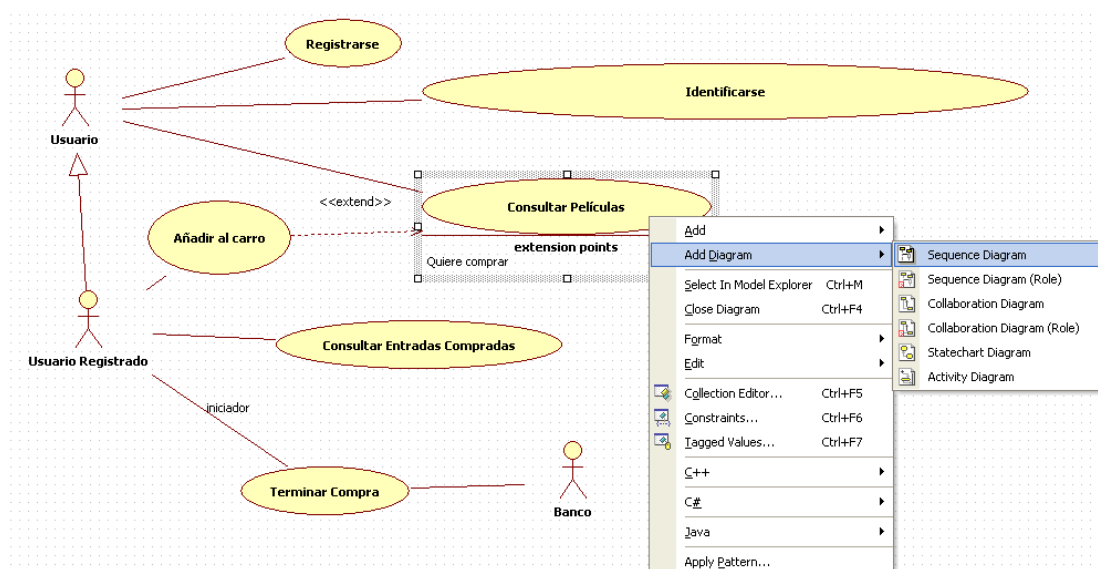 Registrarse
Identificarse
Usuario
<<extend>>
Consultar Películas
Añadir al carro
extension points
Quiere comprar
Usuario Registrado
Consultar Entradas Compradas
iniciador
Terminar Compra
Banco
Add
Add Diagram
Select In Model Explorer Ctrl+M
Close Diagram Ctrl+F4
Format
Edit
Collection Editor... Ctrl+F5
Constraints... Ctrl+F6
Tagged Values... Ctrl+F7
C++
C#
Java
Apply Pattern...
Sequence Diagram
Sequence Diagram (Role)
Collaboration Diagram
Collaboration Diagram (Role)
Statechart Diagram
Activity Diagram